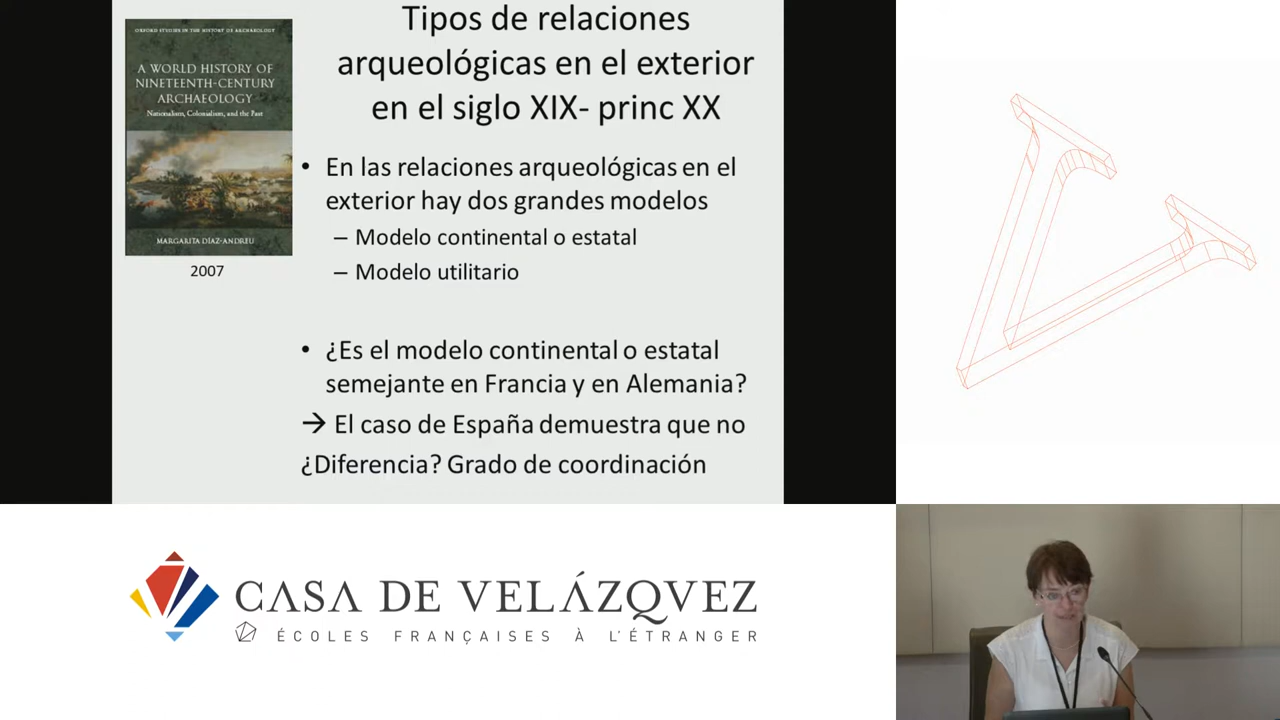 OXFORD STUDIES IN THE HISTORY OF ARCHAEOLOGY
A WORLD HISTORY OF
NINETEENTH-CENTURY
ARCHAEOLOGY
Nationalism, Colonialism, and the Past
MARGARITA DÍAZ-ANDREU
2007
Tipos de relaciones
arqueológicas en el exterior
en el siglo XIX- princ XX
• En las relaciones arqueológicas en el
exterior hay dos grandes modelos
– Modelo continental o estatal
– Modelo utilitario
• ¿Es el modelo continental o estatal
semejante en Francia y en Alemania?
→ El caso de España demuestra que no
¿Diferencia? Grado de coordinación
CASA DE VELÁZQVEZ
ÉCOLES FRANÇAISES À L'ÉTRANGER